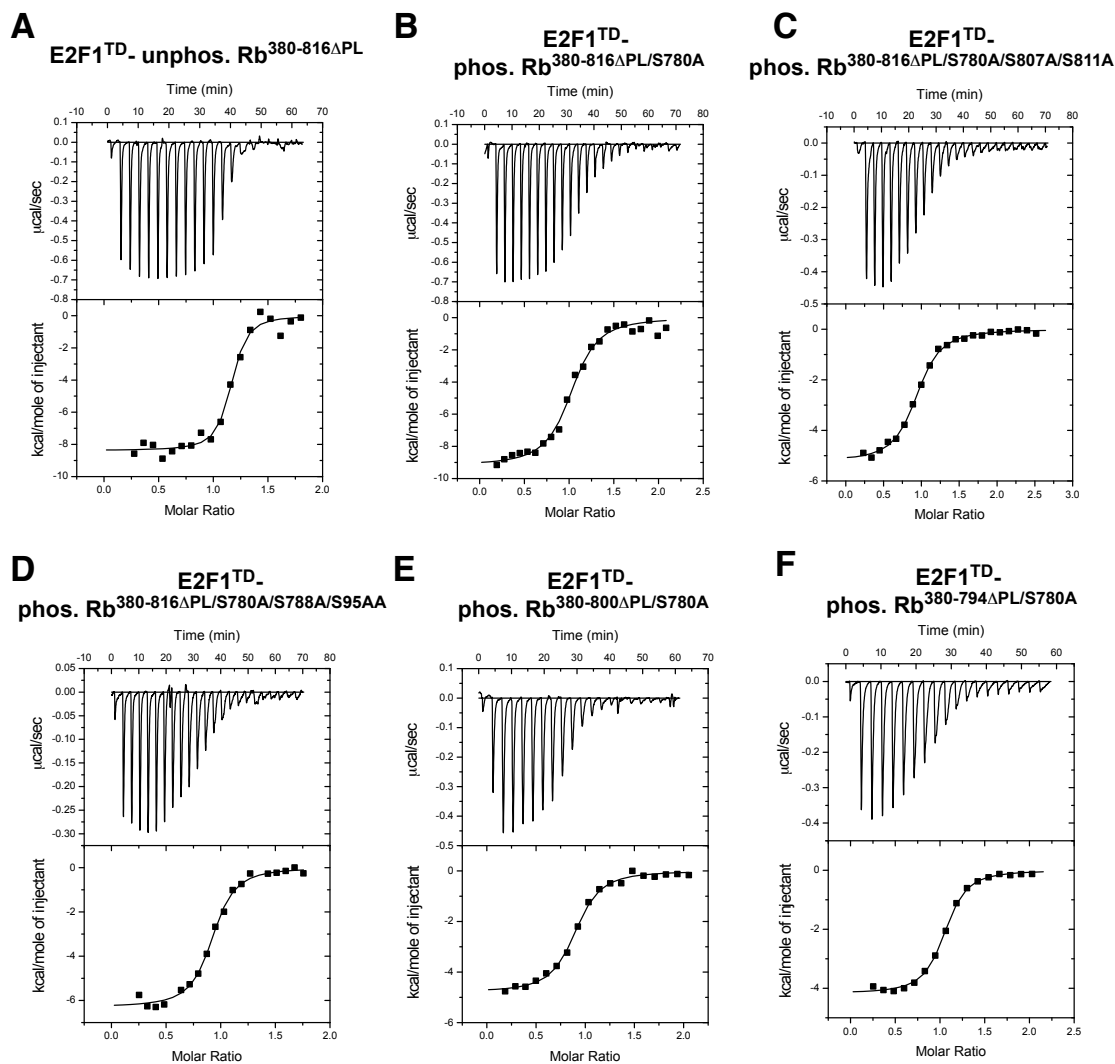 A
E2F1TD- unphos. Rb380-816ΔPL
Time (min)
-10 0 10 20 30 40 50 60 70
0.1
0.0
-0.1
-0.2
-0.3
-0.4
-0.5
-0.6
-0.7
-0.8
µcal/sec
0
-2
-4
-6
-8
-10
kcal/mole of injectant
0.0 0.5 1.0 1.5 2.0
Molar Ratio
B
E2F1TD-
phos. Rb380-816ΔPL/S780A
Time (min)
-10 0 10 20 30 40 50 60 70 80
0.1
0.0
-0.1
-0.2
-0.3
-0.4
-0.5
-0.6
-0.7
-0.8
µcal/sec
0
-2
-4
-6
-8
-10
kcal/mole of injectant
0.0 0.5 1.0 1.5 2.0 2.5
Molar Ratio
C
E2F1TD-
phos. Rb380-816ΔPL/S780A/S807A/S811A
Time (min)
-10 0 10 20 30 40 50 60 70 80
0.0
-0.1
-0.2
-0.3
-0.4
-0.5
µcal/sec
0
-2
-4
-6
kcal/mole of injectant
0.0 0.5 1.0 1.5 2.0 2.5 3.0
Molar Ratio
D
E2F1TD-
phos. Rb380-816ΔPL/S780A/S788A/S95AA
Time (min)
-10 0 10 20 30 40 50 60 70 80
0.05
0.00
-0.05
-0.10
-0.15
-0.20
-0.25
-0.30
µcal/sec
0
-2
-4
-6
kcal/mole of injectant
0.0 0.5 1.0 1.5 2.0
Molar Ratio
E
E2F1TD-
phos. Rb380-800ΔPL/S780A
Time (min)
0 10 20 30 40 50 60 70
0.1
0.0
-0.1
-0.2
-0.3
-0.4
-0.5
µcal/sec
0
-2
-4
-6
kcal/mole of injectant
0.0 0.5 1.0 1.5 2.0
Molar Ratio
F
E2F1TD-
phos. Rb380-794ΔPL/S780A
Time (min)
0 10 20 30 40 50 60
0.0
-0.1
-0.2
-0.3
-0.4
µcal/sec
0
-2
-4
kcal/mole of injectant
0.0 0.5 1.0 1.5 2.0 2.5
Molar Ratio